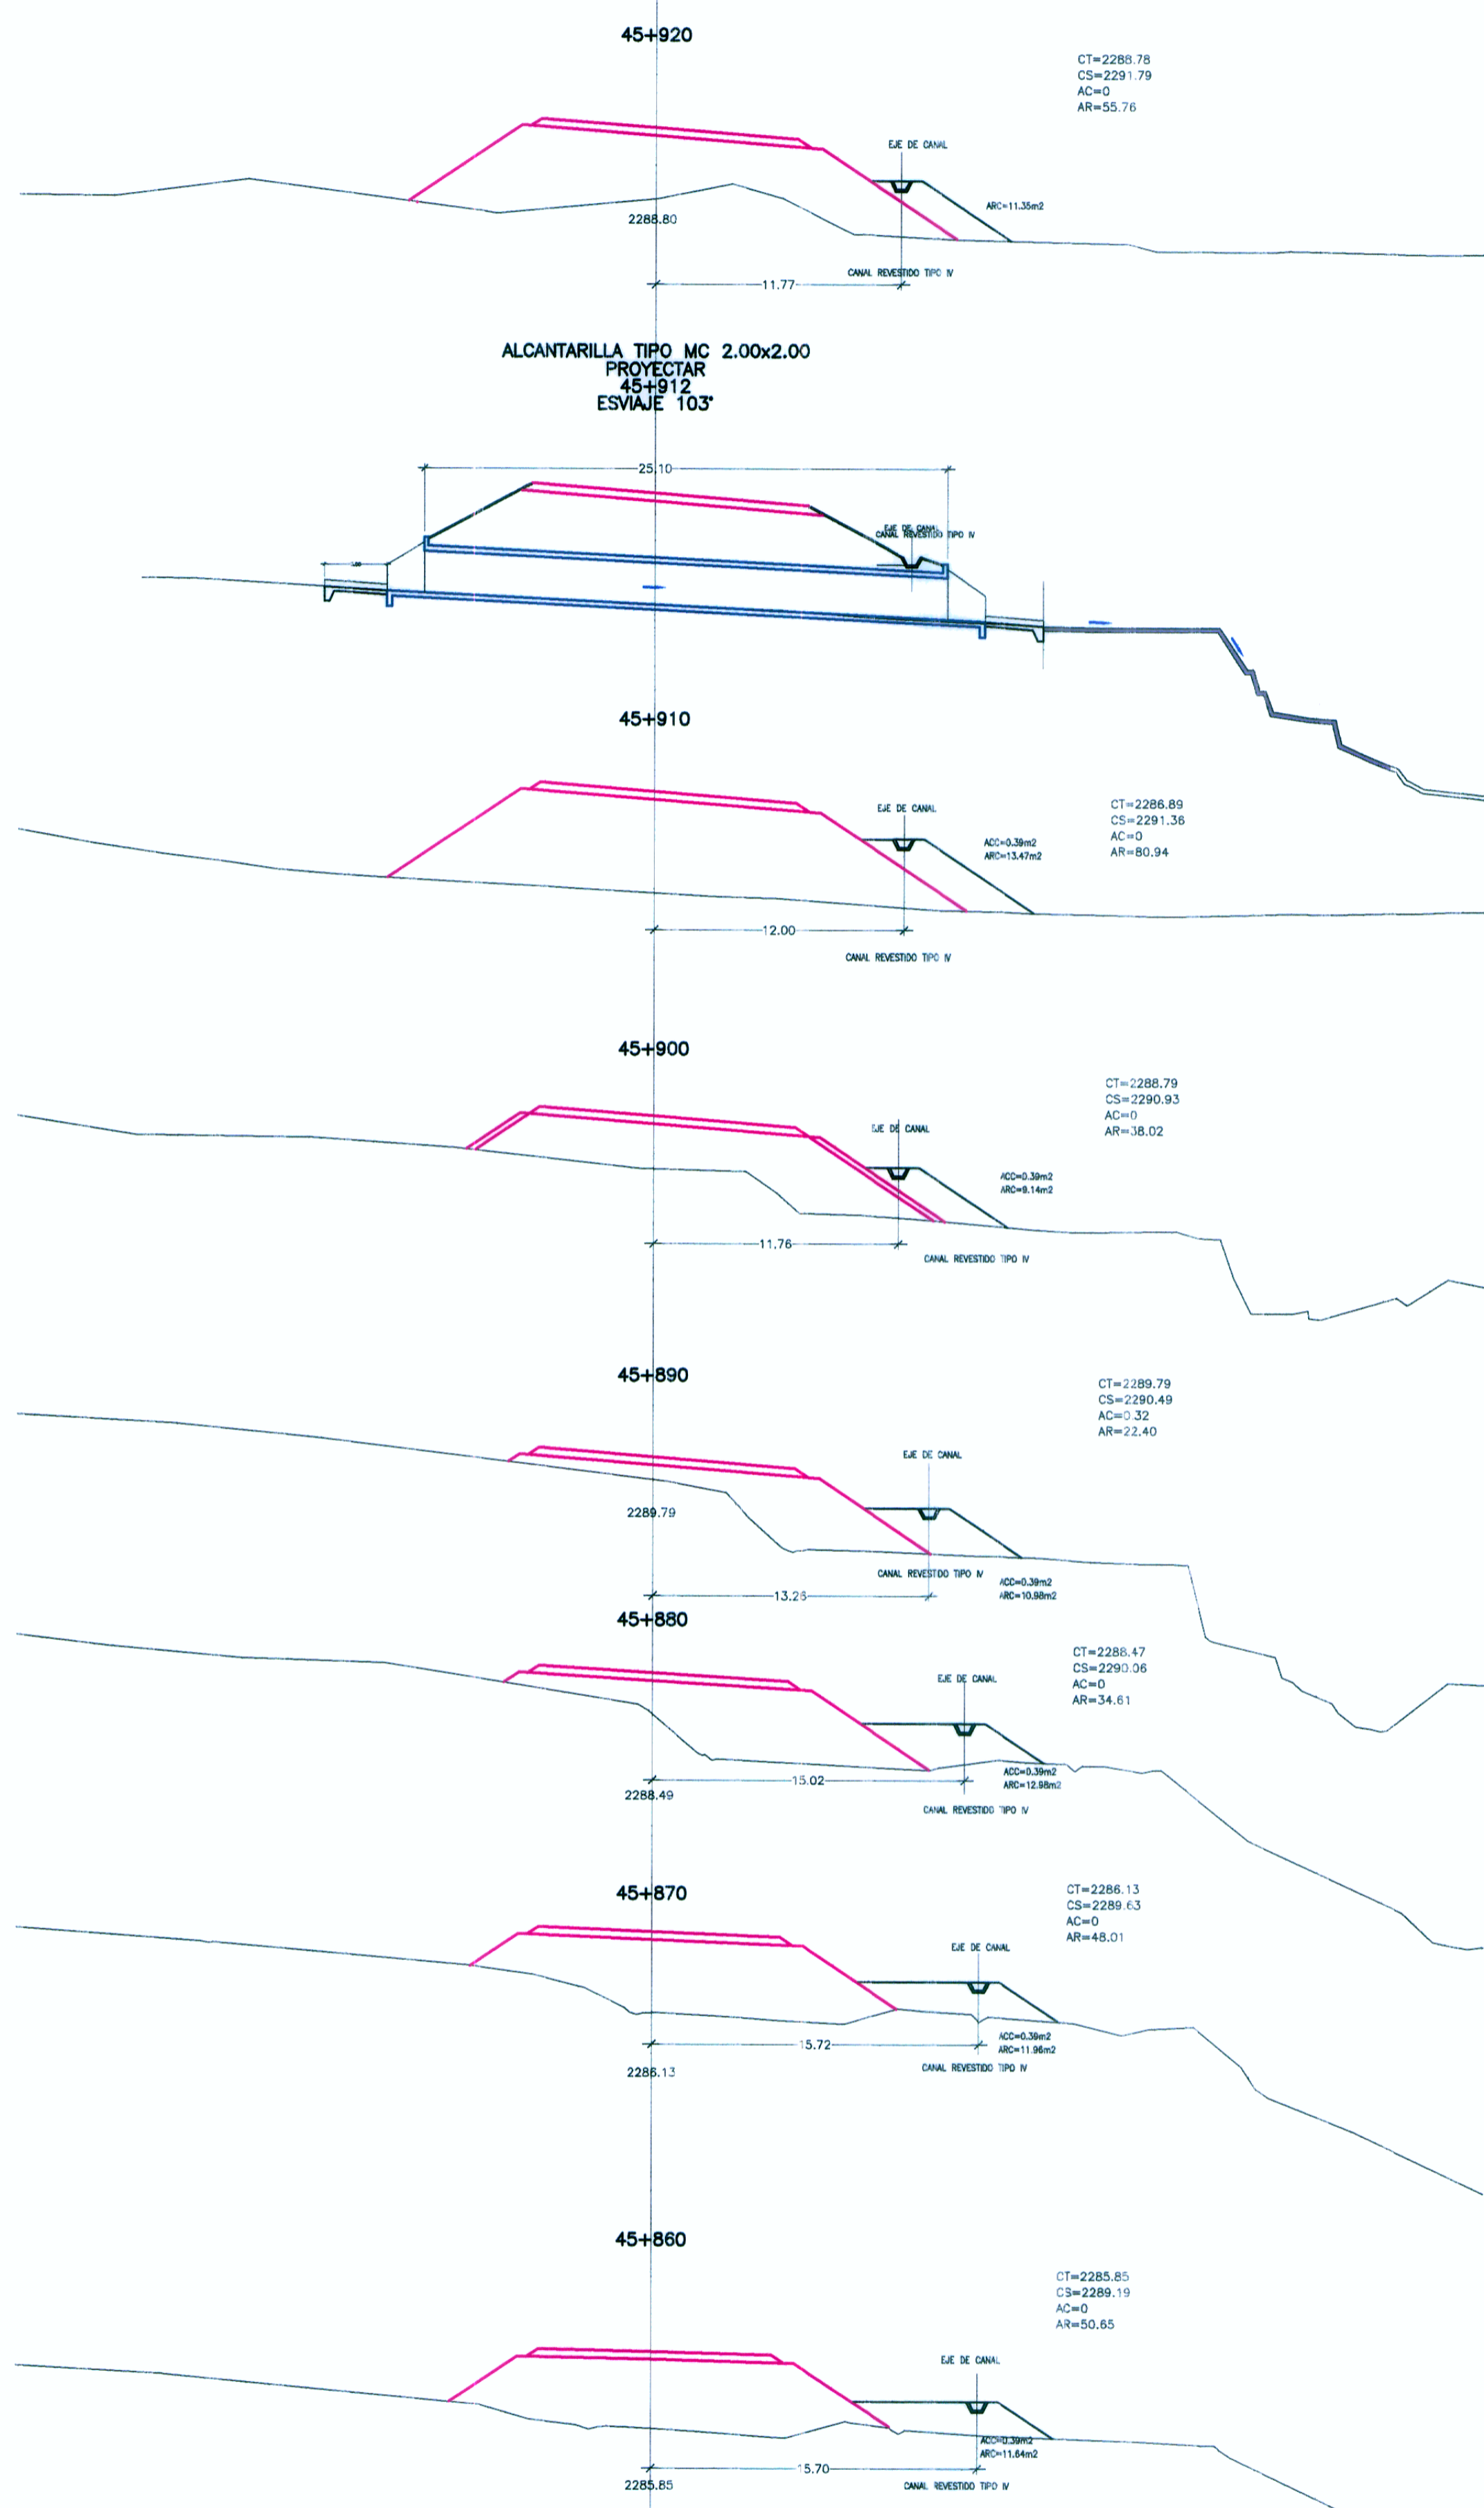 45+920
CT=2288.78
CS=2291.79
AC=0
AR=55.76
EJE DE CANAL
ARC=11.35m2
2288.80
CANAL REVESTIDO TIPO IV
11.77
ALCANTARILLA TIPO MC 2.00x2.00
PROYECTAR
45+912
ESVIAJE 103°
25.10
EJE DE CANAL
CANAL REVESTIDO TIPO IV
45+910
CT=2286.89
CS=2291.36
AC=0
AR=80.94
EJE DE CANAL
ACC=0.39m2
ARC=13.47m2
12.00
CANAL REVESTIDO TIPO IV
45+900
CT=2288.79
CS=2290.93
AC=0
AR=38.02
EJE DE CANAL
ACC=0.39m2
ARC=9.14m2
11.76
CANAL REVESTIDO TIPO IV
45+890
CT=2289.79
CS=2290.49
AC=0.32
AR=22.40
EJE DE CANAL
2289.79
CANAL REVESTIDO TIPO IV
ACC=0.39m2
ARC=10.98m2
13.26
45+880
CT=2288.47
CS=2290.06
AC=0
AR=34.61
EJE DE CANAL
ACC=0.39m2
ARC=12.98m2
15.02
2288.49
CANAL REVESTIDO TIPO IV
45+870
CT=2286.13
CS=2289.63
AC=0
AR=48.01
EJE DE CANAL
ACC=0.39m2
ARC=11.96m2
15.72
CANAL REVESTIDO TIPO IV
2286.13
45+860
CT=2285.85
CS=2289.19
AC=0
AR=50.65
EJE DE CANAL
ACC=0.39m2
ARC=11.64m2
15.70
2285.85
CANAL REVESTIDO TIPO IV